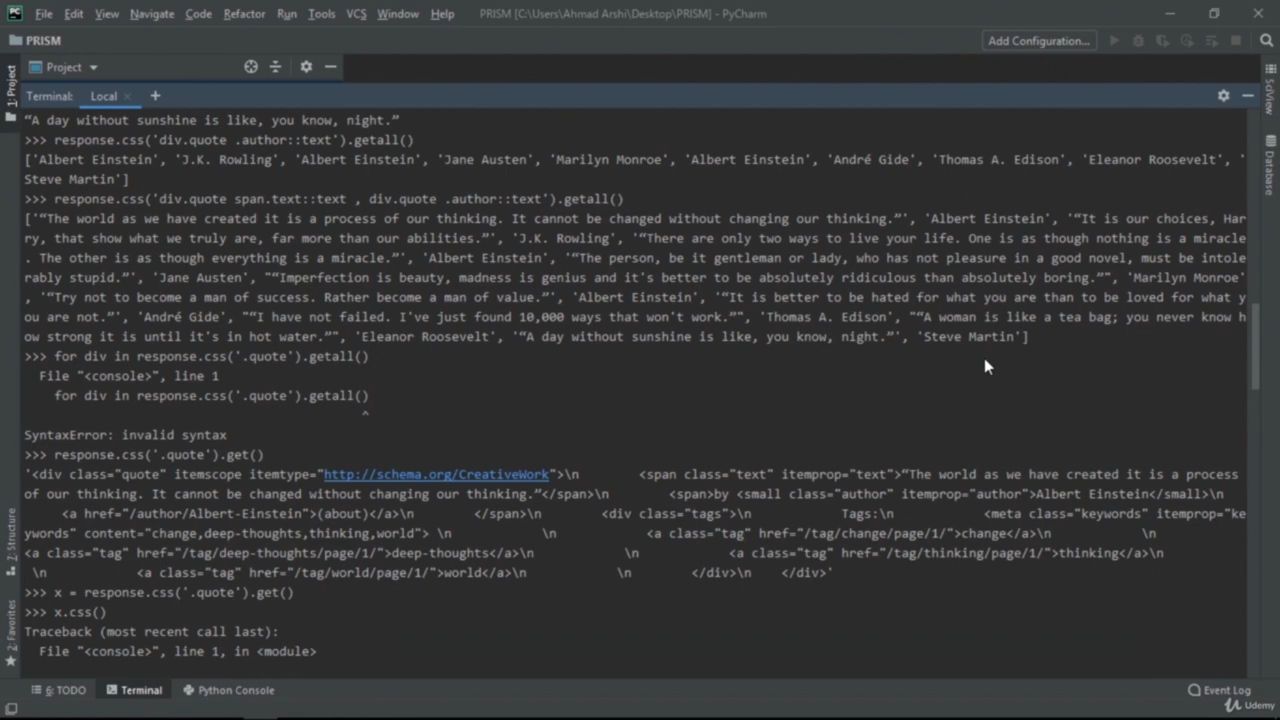 PC File Edit View Navigate Code Refactor Run Tools VCS Window Help PRISM [C:\Users\Ahmad Arshi\Desktop\PRISM] - PyCharm
PRISM Add Configuration...
1: Project Project SciView
Terminal: Local
“A day without sunshine is like, you know, night.”
>>> response.css('div.quote .author::text').getall()
['Albert Einstein', 'J.K. Rowling', 'Albert Einstein', 'Jane Austen', 'Marilyn Monroe', 'Albert Einstein', 'André Gide', 'Thomas A. Edison', 'Eleanor Roosevelt', '
Steve Martin']
Database
>>> response.css('div.quote span.text::text , div.quote .author::text').getall()
['“The world as we have created it is a process of our thinking. It cannot be changed without changing our thinking.”', 'Albert Einstein', '“It is our choices, Har
ry, that show what we truly are, far more than our abilities.”', 'J.K. Rowling', '“There are only two ways to live your life. One is as though nothing is a miracle
. The other is as though everything is a miracle.”', 'Albert Einstein', '“The person, be it gentleman or lady, who has not pleasure in a good novel, must be intole
rably stupid.”', 'Jane Austen', "“Imperfection is beauty, madness is genius and it's better to be absolutely ridiculous than absolutely boring.”", 'Marilyn Monroe'
, '“Try not to become a man of success. Rather become a man of value.”', 'Albert Einstein', '“It is better to be hated for what you are than to be loved for what y
ou are not.”', 'André Gide', "“I have not failed. I've just found 10,000 ways that won't work.”", 'Thomas A. Edison', "“A woman is like a tea bag; you never know h
ow strong it is until it's in hot water.”", 'Eleanor Roosevelt', '“A day without sunshine is like, you know, night.”', 'Steve Martin']
>>> for div in response.css('.quote').getall()
File "<console>", line 1
for div in response.css('.quote').getall()
^
SyntaxError: invalid syntax
>>> response.css('.quote').get()
'<div class="quote" itemscope itemtype="http://schema.org/CreativeWork">\n <span class="text" itemprop="text">“The world as we have created it is a process
of our thinking. It cannot be changed without changing our thinking.”</span>\n <span>by <small class="author" itemprop="author">Albert Einstein</small>\n
<a href="/author/Albert-Einstein">(about)</a>\n </span>\n <div class="tags">\n Tags:\n <meta class="keywords" itemprop="ke
ywords" content="change,deep-thoughts,thinking,world"> \n \n <a class="tag" href="/tag/change/page/1/">change</a>\n \n
<a class="tag" href="/tag/deep-thoughts/page/1/">deep-thoughts</a>\n \n <a class="tag" href="/tag/thinking/page/1/">thinking</a>\n
\n <a class="tag" href="/tag/world/page/1/">world</a>\n \n </div>\n </div>'
7: Structure
>>> x = response.css('.quote').get()
>>> x.css()
Traceback (most recent call last):
File "<console>", line 1, in <module>
2: Favorites
6: TODO Terminal Python Console Event Log
Udemy